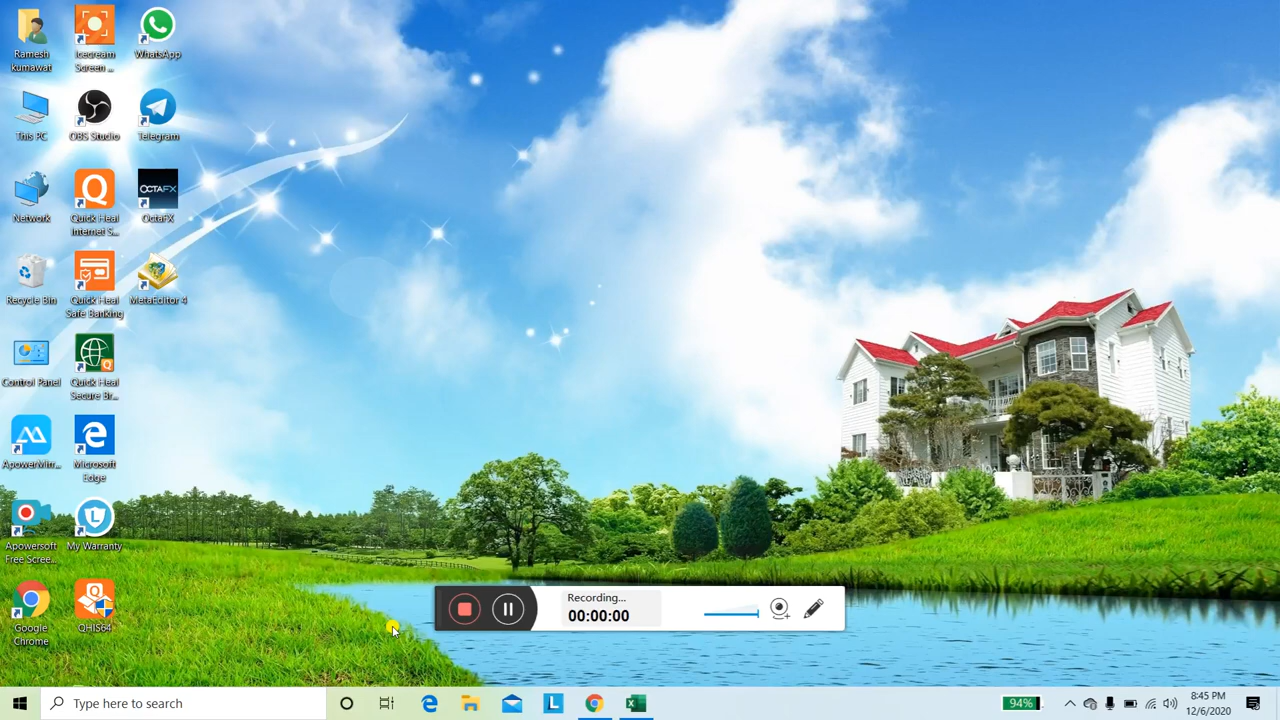 Ramesh
kumawat
Icecream
Screen ...
WhatsApp
This PC
OBS Studio
Telegram
Network
Quick Heal
Internet S...
OCTAFX
OctaFX
Recycle Bin
Quick Heal
Safe Banking
MetaEditor 4
Control Panel
Quick Heal
Secure Br...
ApowerMirr...
Microsoft
Edge
Apowersoft
Free Scree...
My Warranty
Google
Chrome
QHIS64
Recording...
00:00:00
Type here to search
94%
8:45 PM
12/6/2020